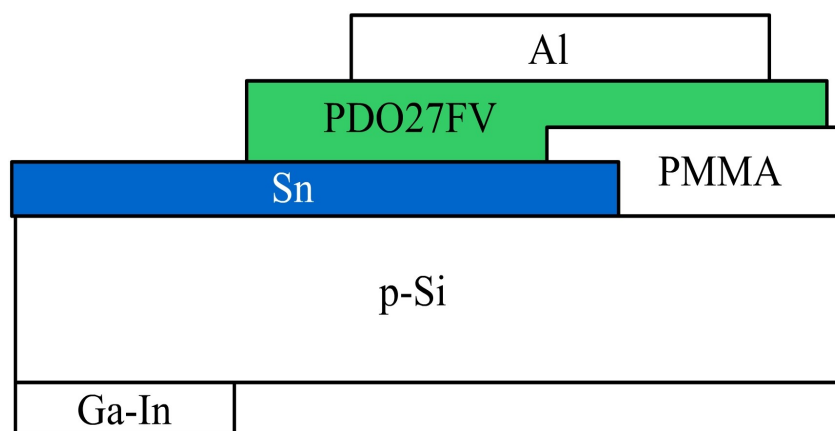 Al
PDO27FV
PMMA
Sn
p-Si
Ga-In